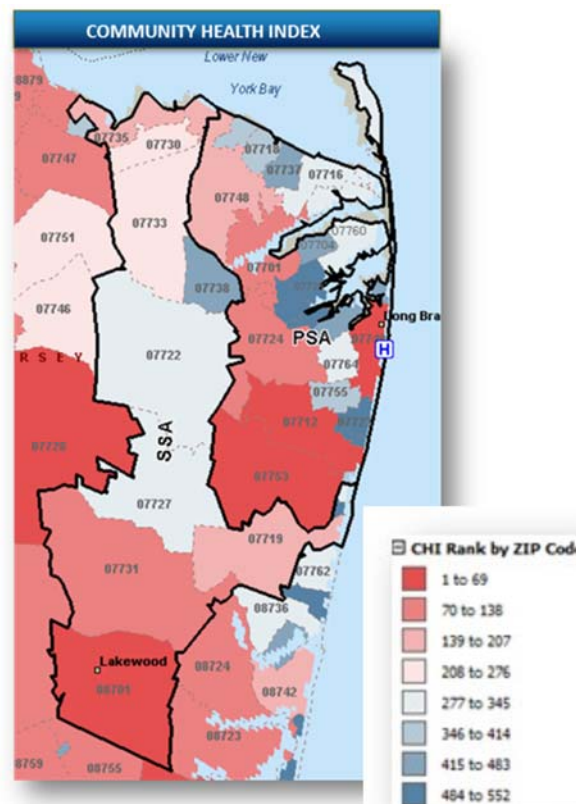 COMMUNITY HEALTH INDEX
Lower New
York Bay
8879
9
07735
07730
07718
07747
07737
07716
07748
07751
07733
07760
07704
07701
07738
07746
Long Bra
07724
PSA
H
R S E Y
07722
07764
07755
07712
SSA
07753
07727
07719
07731
07762
08736
Lakewood
08701
08724
08742
08723
8759
08755
CHI Rank by ZIP Code
1 to 69
70 to 138
139 to 207
208 to 276
277 to 345
346 to 414
415 to 483
484 to 552